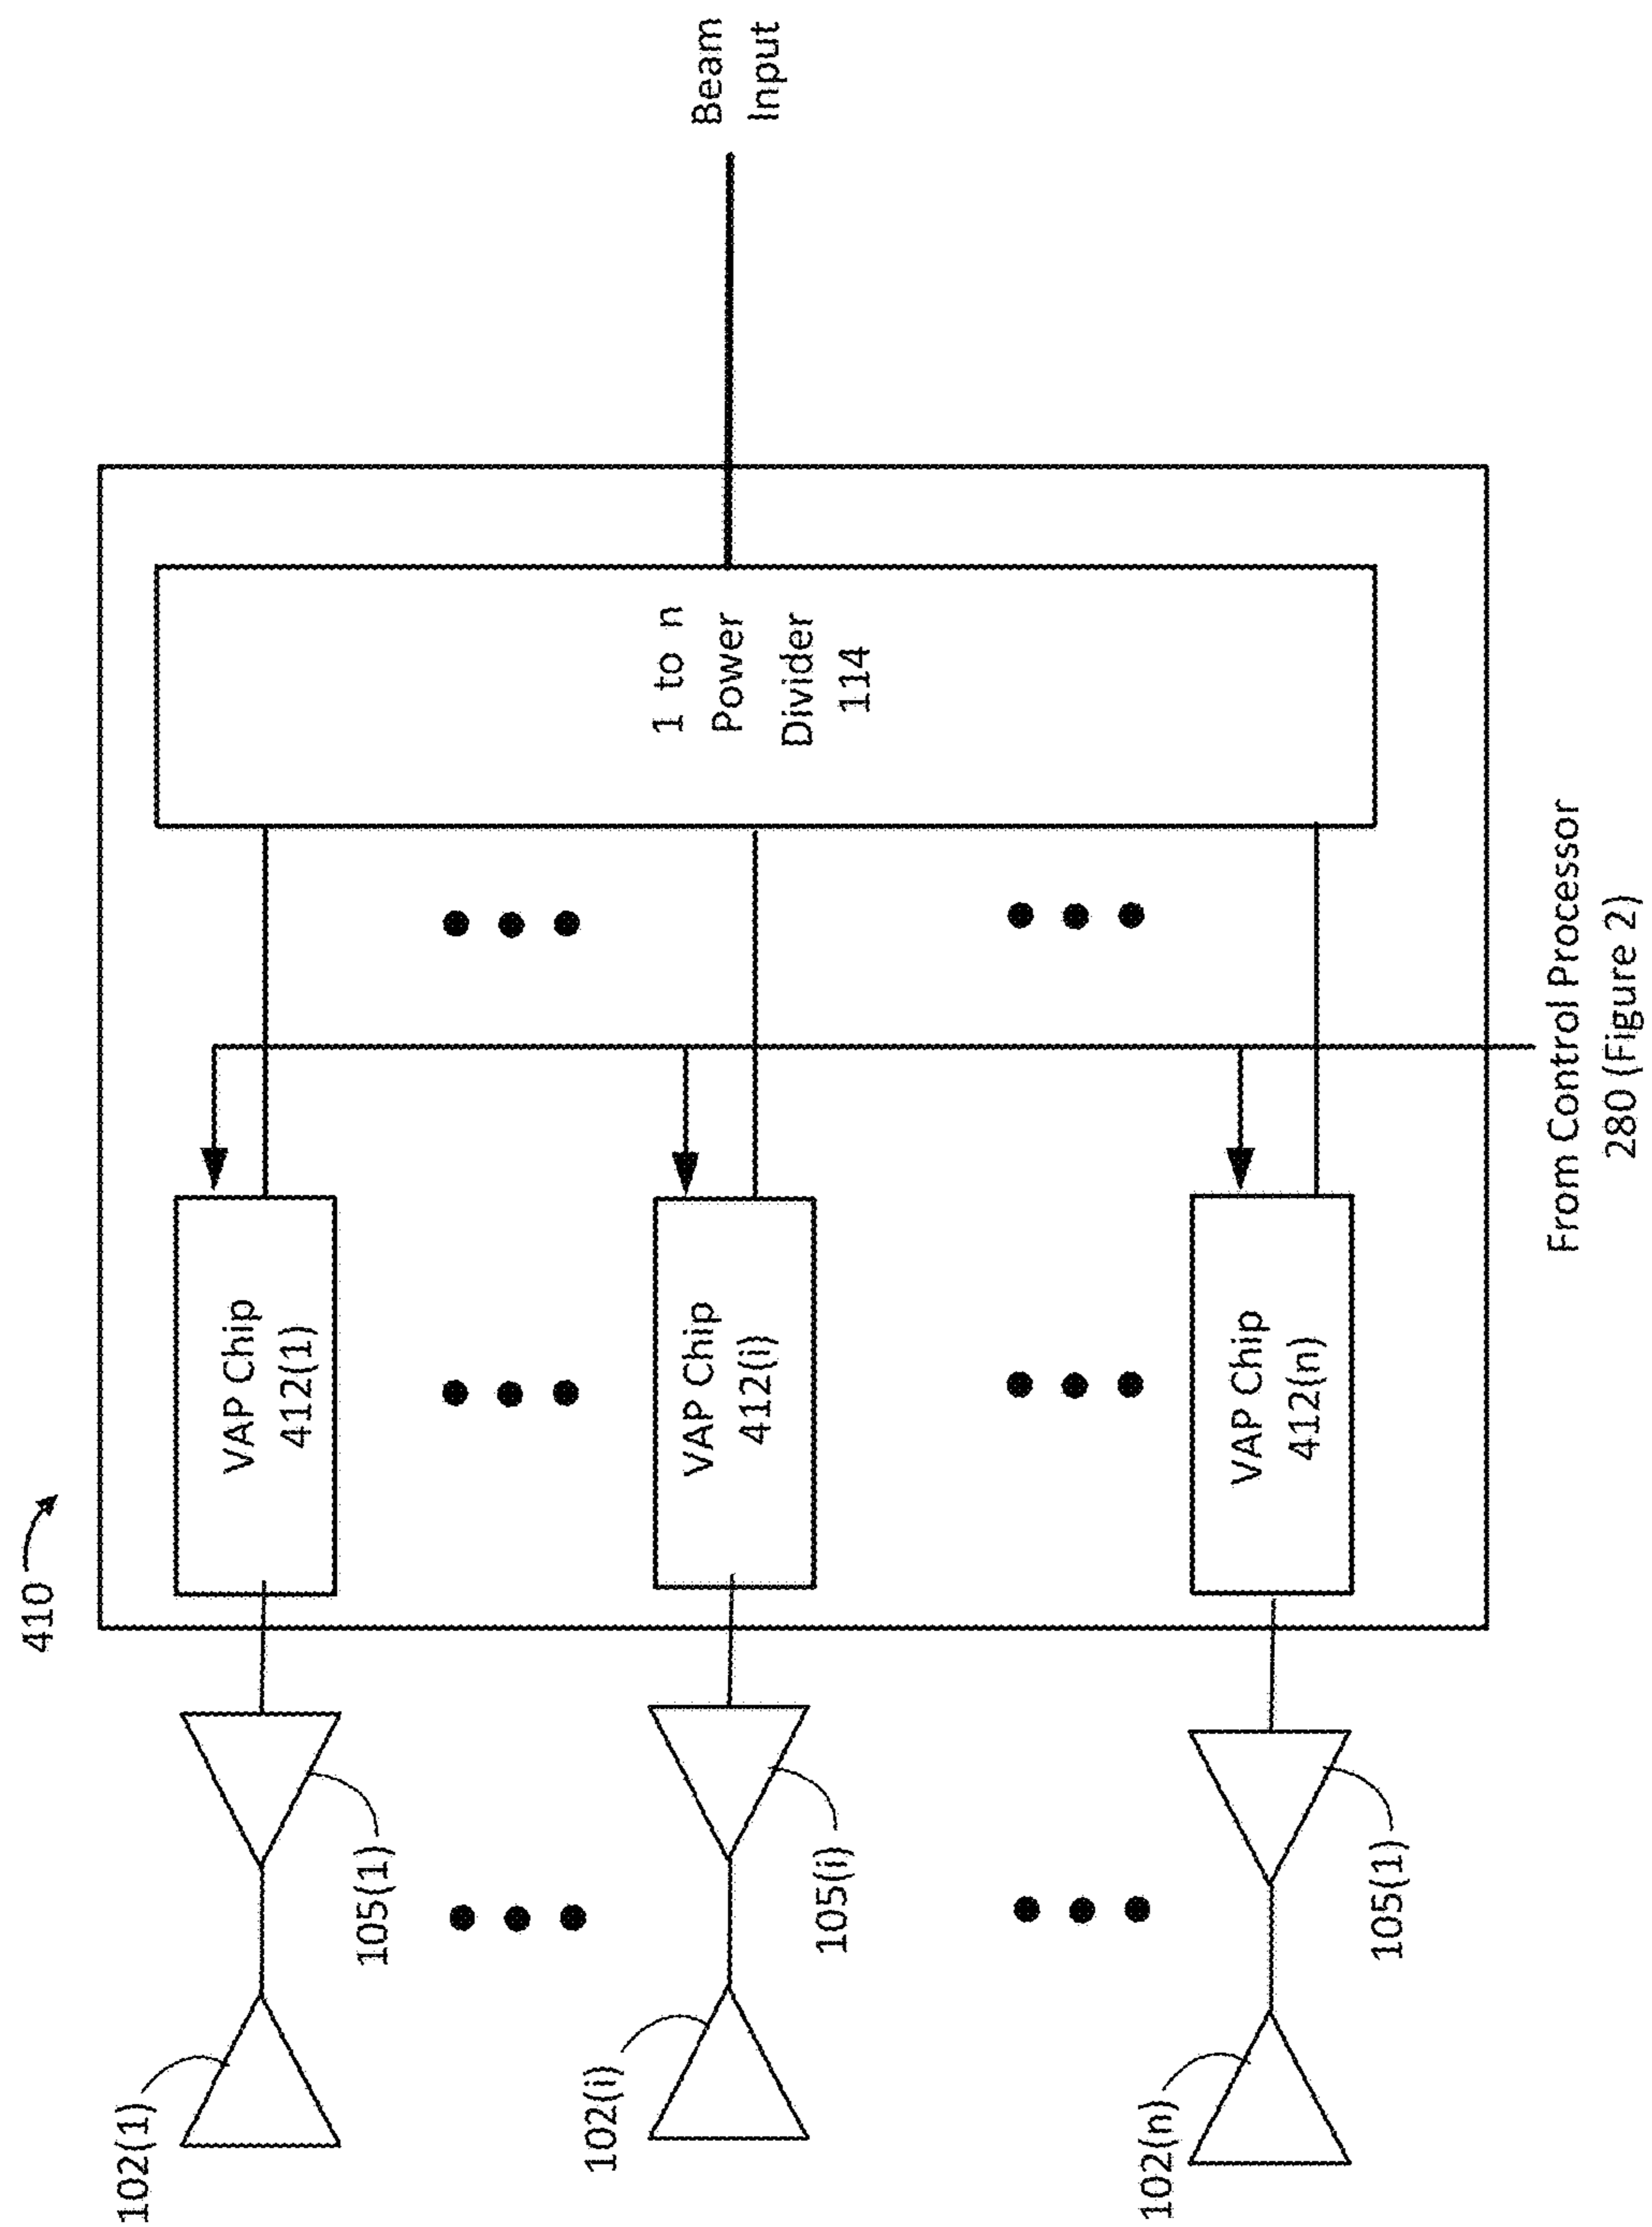 410
102(1)
105(1)
VAP Chip
412(1)
102(i)
105(i)
VAP Chip
412(i)
1 to n
Power
Divider
114
Beam
Input
102(n)
105(1)
VAP Chip
412(n)
From Control Processor
280 (Figure 2)